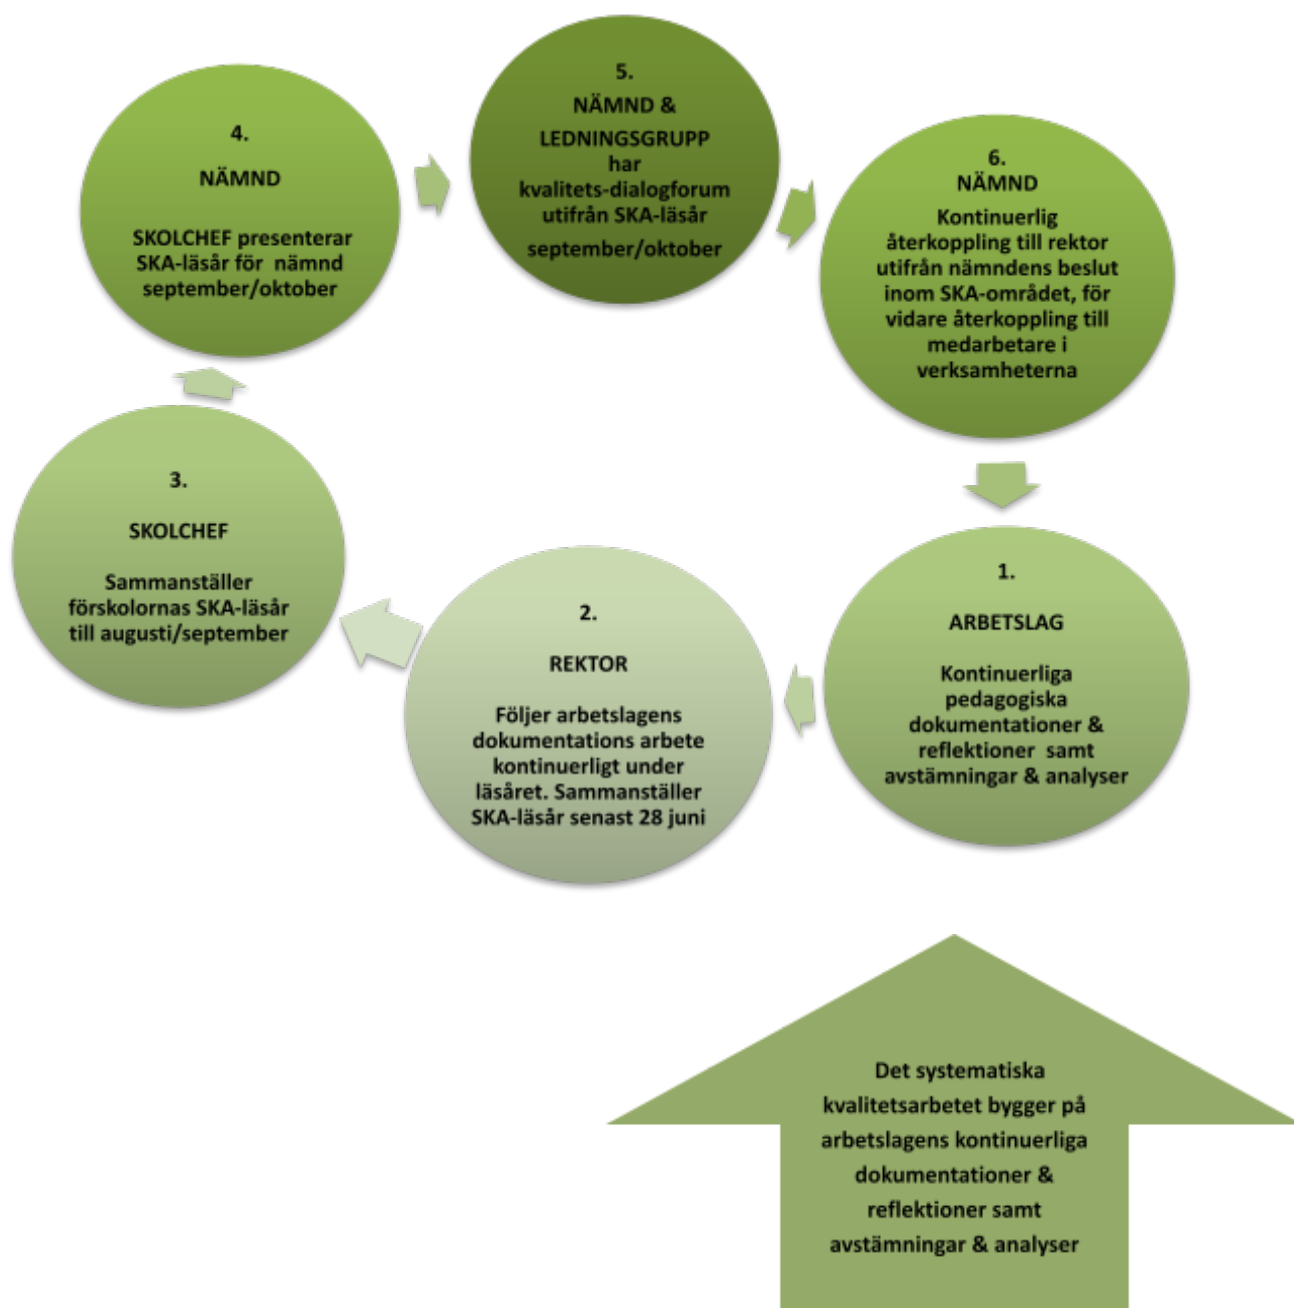 1.
ARBETSLAG
Kontinuerliga
pedagogiska
dokumentationer &
reflektioner samt
avstämningar & analyser
2.
REKTOR
Följer arbetslagens
dokumentations arbete
kontinuerligt under
läsåret. Sammanställer
SKA-läsår senast 28 juni
3.
SKOLCHEF
Sammanställer
förskolornas SKA-läsår
till augusti/september
4.
NÄMND
SKOLCHEF presenterar
SKA-läsår för nämnd
september/oktober
5.
NÄMND &
LEDNINGSGRUPP
har
kvalitets-dialogforum
utifrån SKA-läsår
september/oktober
6.
NÄMND
Kontinuerlig
återkoppling till rektor
utifrån nämndens beslut
inom SKA-området, för
vidare återkoppling till
medarbetare i
verksamheterna
Det systematiska
kvalitetsarbetet bygger på
arbetslagens kontinuerliga
dokumentationer &
reflektioner samt
avstämningar & analyser